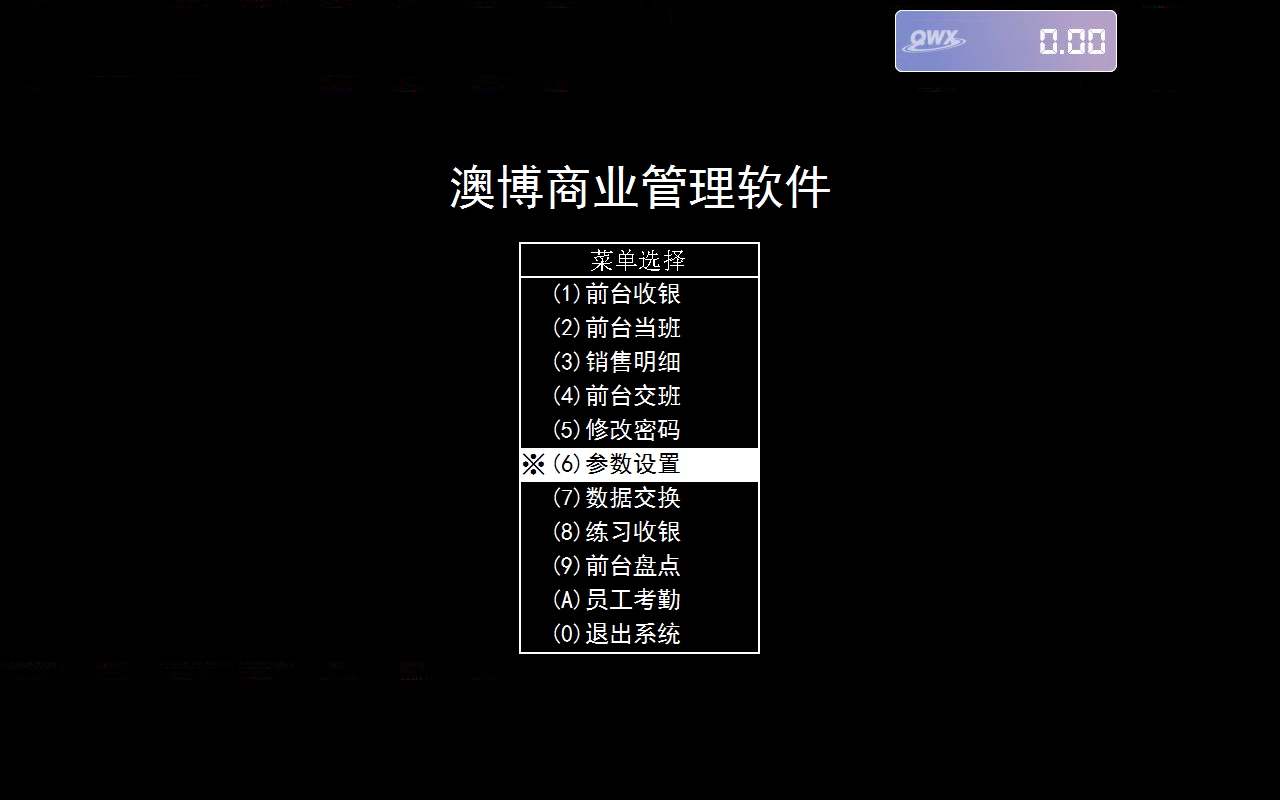 QWX 0.00
澳博商业管理软件
菜单选择
(1)前台收银
(2)前台当班
(3)销售明细
(4)前台交班
(5)修改密码
※(6)参数设置
(7)数据交换
(8)练习收银
(9)前台盘点
(A)员工考勤
(0)退出系统